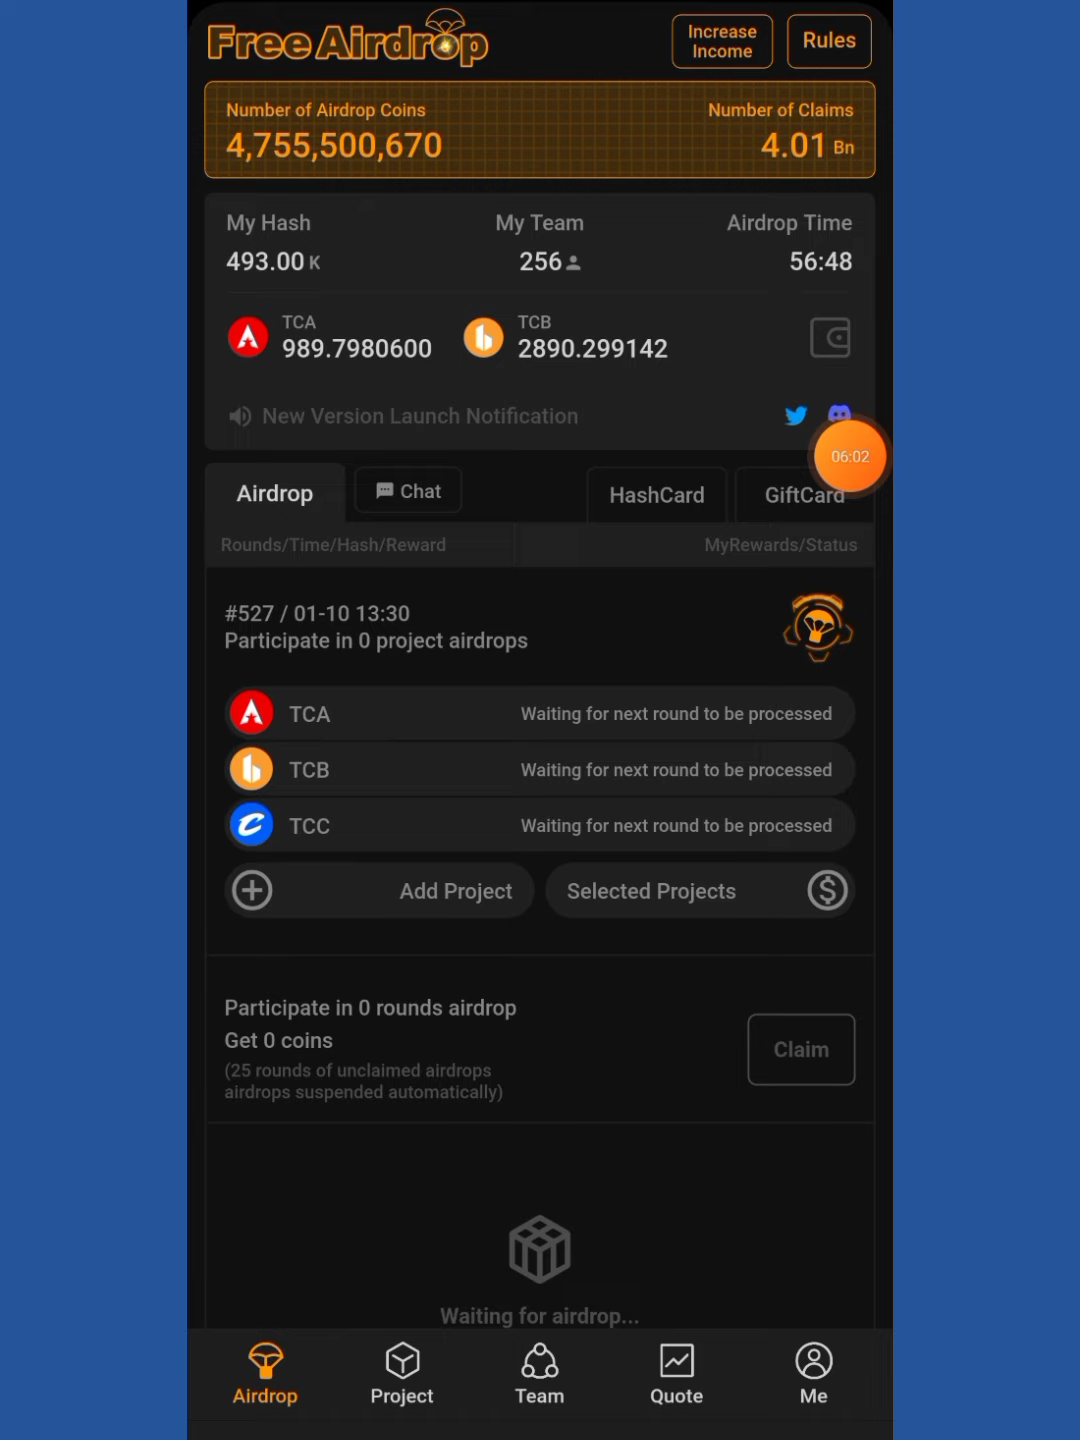 Free Airdrop
Increase
Income
Rules
Number of Airdrop Coins
Number of Claims
4,755,500,670
4.01 Bn
My Hash
My Team
Airdrop Time
493.00 K
256
56:48
TCA
989.7980600
TCB
2890.299142
New Version Launch Notification
06:02
Airdrop
Chat
HashCard
GiftCard
Rounds/Time/Hash/Reward
MyRewards/Status
#527 / 01-10 13:30
Participate in 0 project airdrops
TCA
Waiting for next round to be processed
TCB
Waiting for next round to be processed
TCC
Waiting for next round to be processed
Add Project
Selected Projects
Participate in 0 rounds airdrop
Get 0 coins
(25 rounds of unclaimed airdrops
airdrops suspended automatically)
Claim
Waiting for airdrop...
Airdrop
Project
Team
Quote
Me